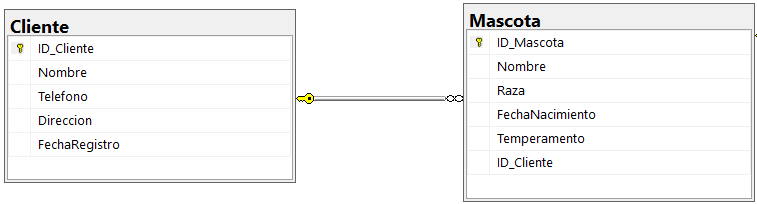 Cliente
ID_Cliente
Nombre
Telefono
Direccion
FechaRegistro
Mascota
ID_Mascota
Nombre
Raza
FechaNacimiento
Temperamento
ID_Cliente